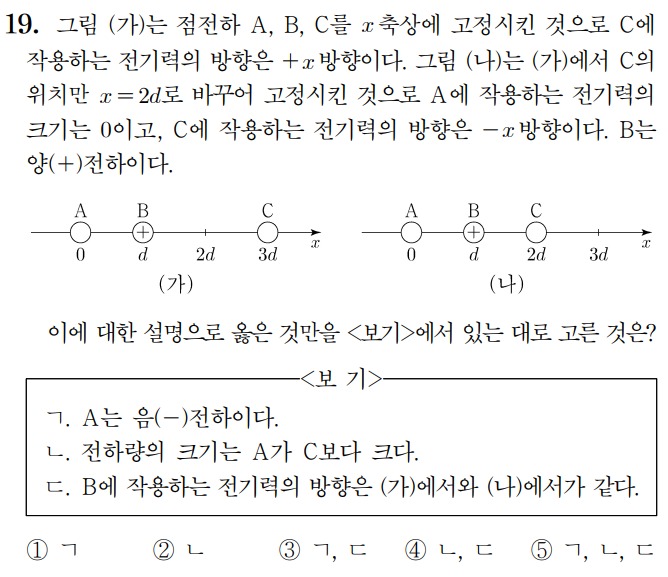 19. 그림 (가)는 점전하 A, B, C를 x축상에 고정시킨 것으로 C에
작용하는 전기력의 방향은 +x방향이다. 그림 (나)는 (가)에서 C의
위치만 x=2d로 바꾸어 고정시킨 것으로 A에 작용하는 전기력의
크기는 0이고, C에 작용하는 전기력의 방향은 -x방향이다. B는
양(+)전하이다.
A B C
+
0 d 2d 3d x
(가)
A B C
+
0 d 2d 3d x
(나)
이에 대한 설명으로 옳은 것만을 <보기>에서 있는 대로 고른 것은?
<보 기>
ㄱ. A는 음(-)전하이다.
ㄴ. 전하량의 크기는 A가 C보다 크다.
ㄷ. B에 작용하는 전기력의 방향은 (가)에서와 (나)에서가 같다.
① ㄱ ② ㄴ ③ ㄱ, ㄷ ④ ㄴ, ㄷ ⑤ ㄱ, ㄴ, ㄷ